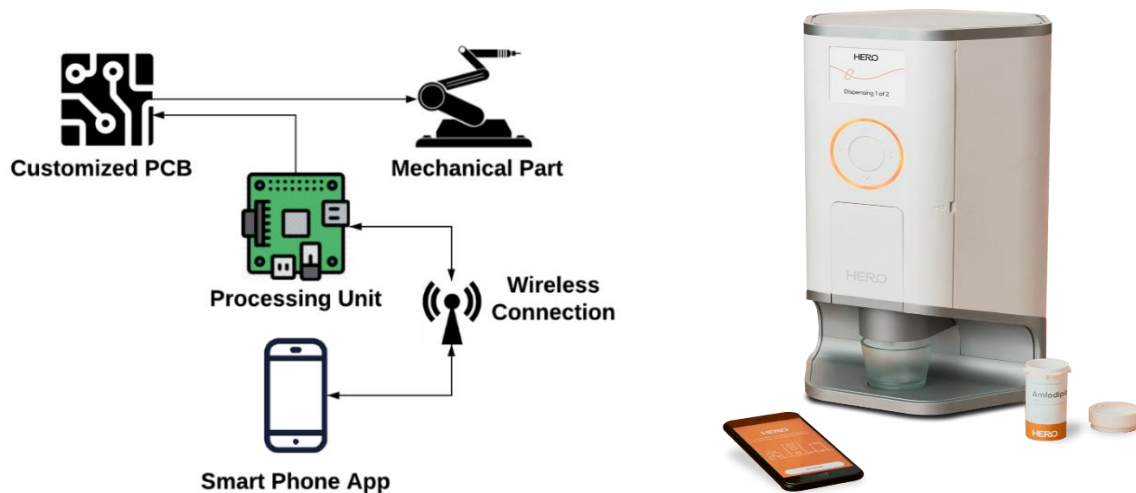 Customized PCB
Mechanical Part
Processing Unit
Wireless
Connection
Smart Phone App
HERO
Dispensing 1 of 2
HERO
HERO
HERO